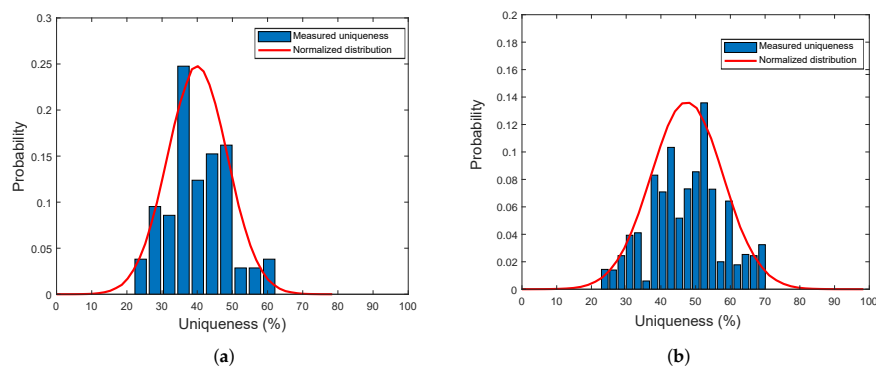 0.3
0.25
0.2
0.15
0.1
0.05
0
Probability
Measured uniqueness
Normalized distribution
0 10 20 30 40 50 60 70 80 90 100
Uniqueness (%)
(a)
0.2
0.18
0.16
0.14
0.12
0.1
0.08
0.06
0.04
0.02
0
Probability
Measured uniqueness
Normalized distribution
0 10 20 30 40 50 60 70 80 90 100
Uniqueness (%)
(b)